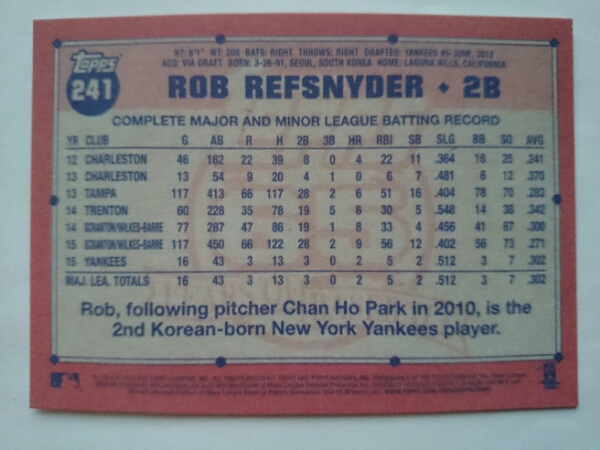 Topps
241
HT: 6'1" WT: 205 BATS: RIGHT THROWS: RIGHT DRAFTED: YANKEES #5-JUNE, 2012
ACQ: VIA DRAFT BORN: 3-26-91, SEOUL, SOUTH KOREA HOME: LAGUNA HILLS, CALIFORNIA
ROB REFSNYDER • 2B
COMPLETE MAJOR AND MINOR LEAGUE BATTING RECORD
YR CLUB G AB R H 2B 3B HR RBI SB SLG BB SO AVG
12 CHARLESTON 46 162 22 39 8 0 4 22 11 .364 16 25 .241
13 CHARLESTON 13 54 9 20 4 1 0 6 7 .481 6 12 .370
13 TAMPA 117 413 66 117 28 2 6 51 16 .404 78 70 .283
14 TRENTON 60 228 35 78 19 5 6 30 5 .548 14 38 .342
14 SCRANTON/WILKES-BARRE 77 287 47 86 19 1 8 33 4 .456 41 67 .300
15 SCRANTON/WILKES-BARRE 117 450 66 122 28 2 9 56 12 .402 56 73 .271
15 YANKEES 16 43 3 13 3 0 2 5 2 .512 3 7 .302
MAJ. LEA. TOTALS 16 43 3 13 3 0 2 5 2 .512 3 7 .302
Rob, following pitcher Chan Ho Park in 2010, is the
2nd Korean-born New York Yankees player.